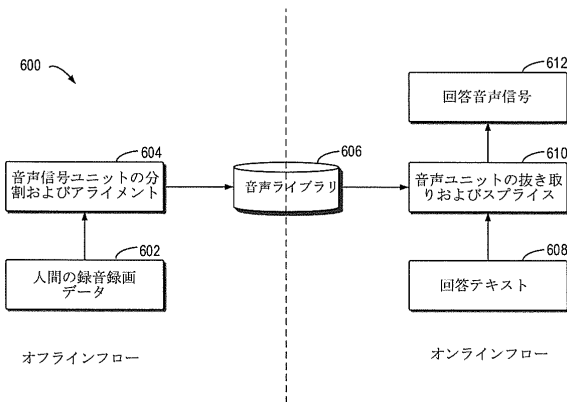 600
604
音声信号ユニットの分
割およびアライメント
602
人間の録音録画
データ
オフラインフロー
606
音声ライブラリ
612
回答音声信号
610
音声ユニットの抜き取
りおよびスプライス
608
回答テキスト
オンラインフロー